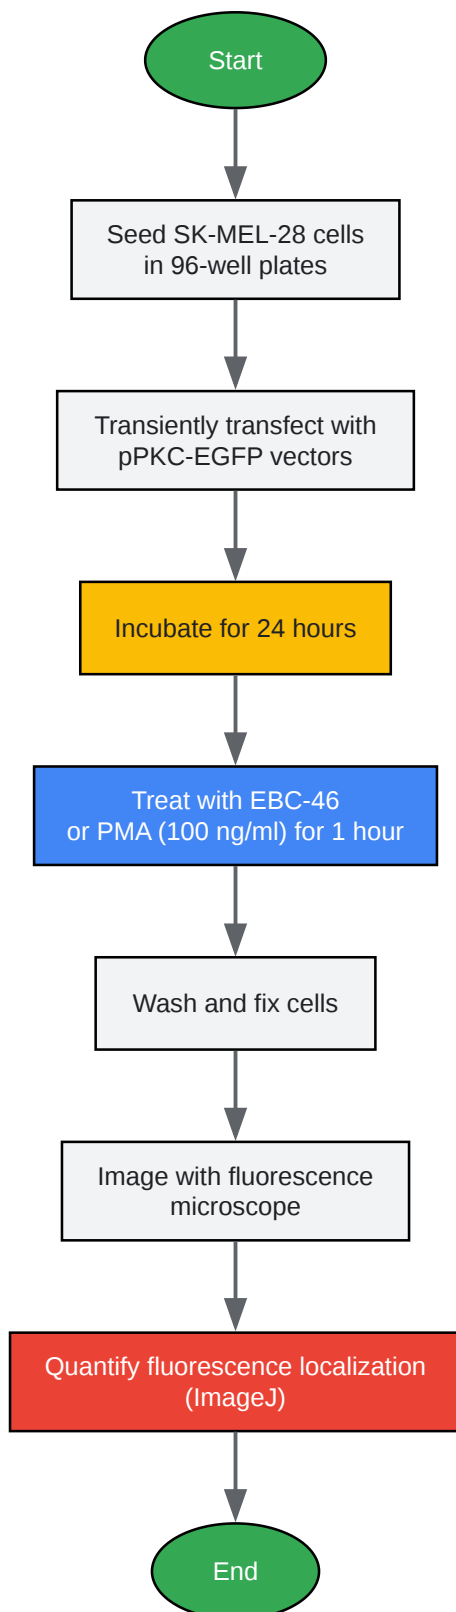 Start
Seed SK-MEL-28 cells
in 96-well plates
Transiently transfect with
pPKC-EGFP vectors
Incubate for 24 hours
Treat with EBC-46
or PMA (100 ng/ml) for 1 hour
Wash and fix cells
Image with fluorescence
microscope
Quantify fluorescence localization
(ImageJ)
End